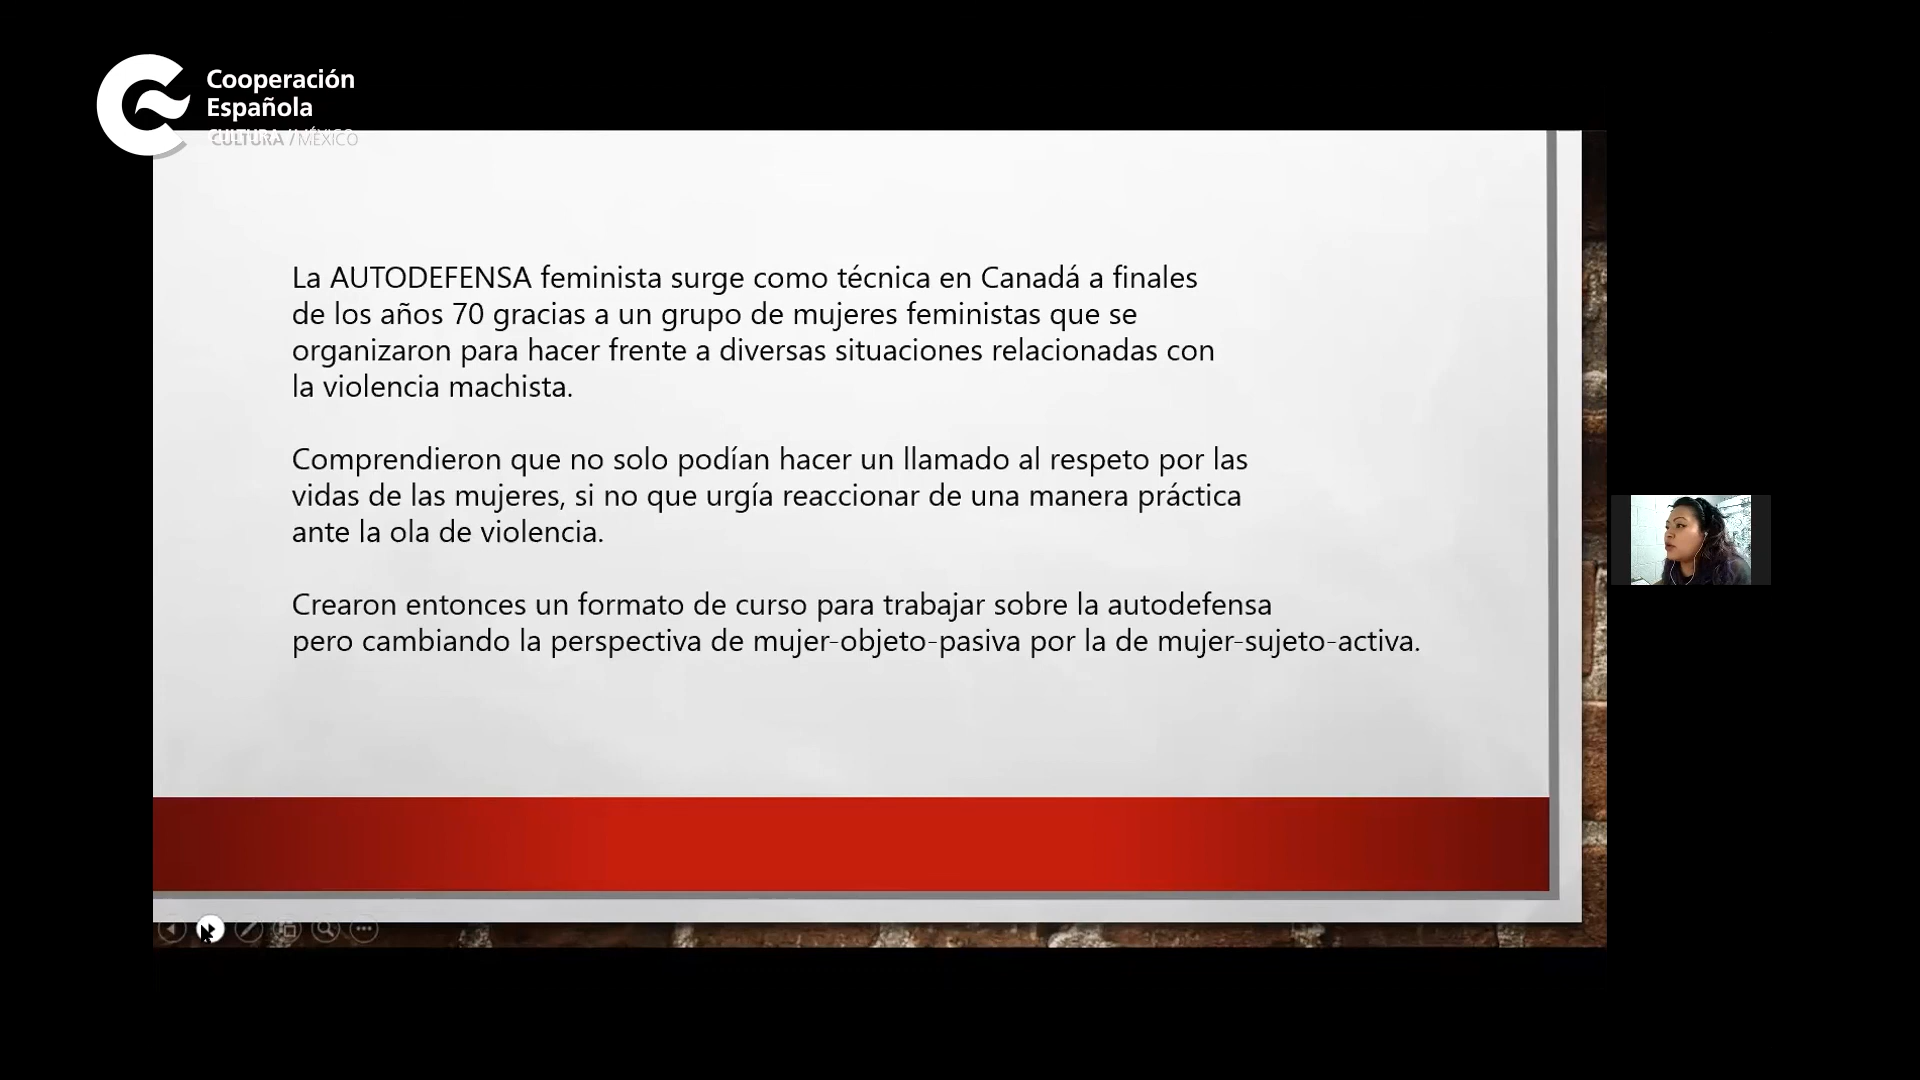 Cooperación
Española
CULTURA / MÉXICO
La AUTODEFENSA feminista surge como técnica en Canadá a finales
de los años 70 gracias a un grupo de mujeres feministas que se
organizaron para hacer frente a diversas situaciones relacionadas con
la violencia machista.
Comprendieron que no solo podían hacer un llamado al respeto por las
vidas de las mujeres, si no que urgía reaccionar de una manera práctica
ante la ola de violencia.
Crearon entonces un formato de curso para trabajar sobre la autodefensa
pero cambiando la perspectiva de mujer-objeto-pasiva por la de mujer-sujeto-activa.